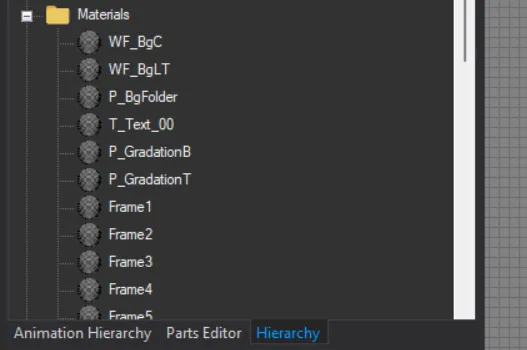 Materials
WF_BgC
WF_BgLT
P_BgFolder
T_Text_00
P_GradationB
P_GradationT
Frame1
Frame2
Frame3
Frame4
Frame5
Animation Hierarchy Parts Editor Hierarchy